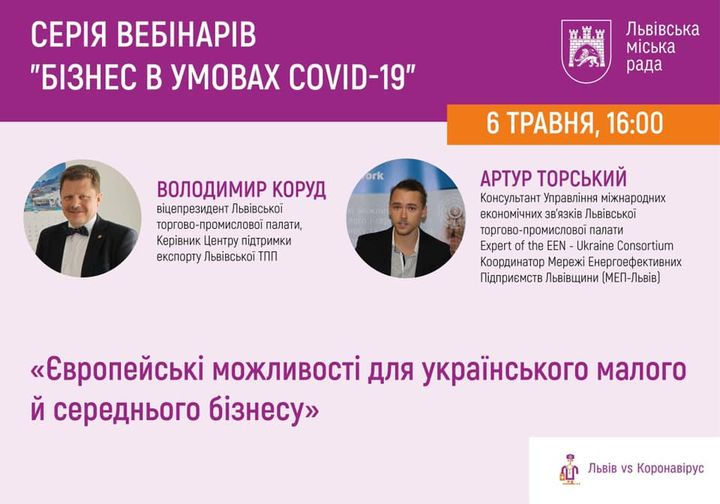 СЕРІЯ ВЕБІНАРІВ
"БІЗНЕС В УМОВАХ COVID-19"
Львівська
міська
рада
6 ТРАВНЯ, 16:00
ВОЛОДИМИР КОРУД
віцепрезидент Львівської
торгово-промислової палати,
Керівник Центру підтримки
експорту Львівської ТПП
work
АРТУР ТОРСЬКИЙ
Консультант Управління міжнародних
економічних зв'язків Львівської
торгово-промислової палати
Expert of the EEN - Ukraine Consortium
Координатор Мережі Енергоефективних
Підприємств Львівщини (МЕП-Львів)
«Європейські можливості для українського малого
й середнього бізнесу»
Львів vs Коронавірус